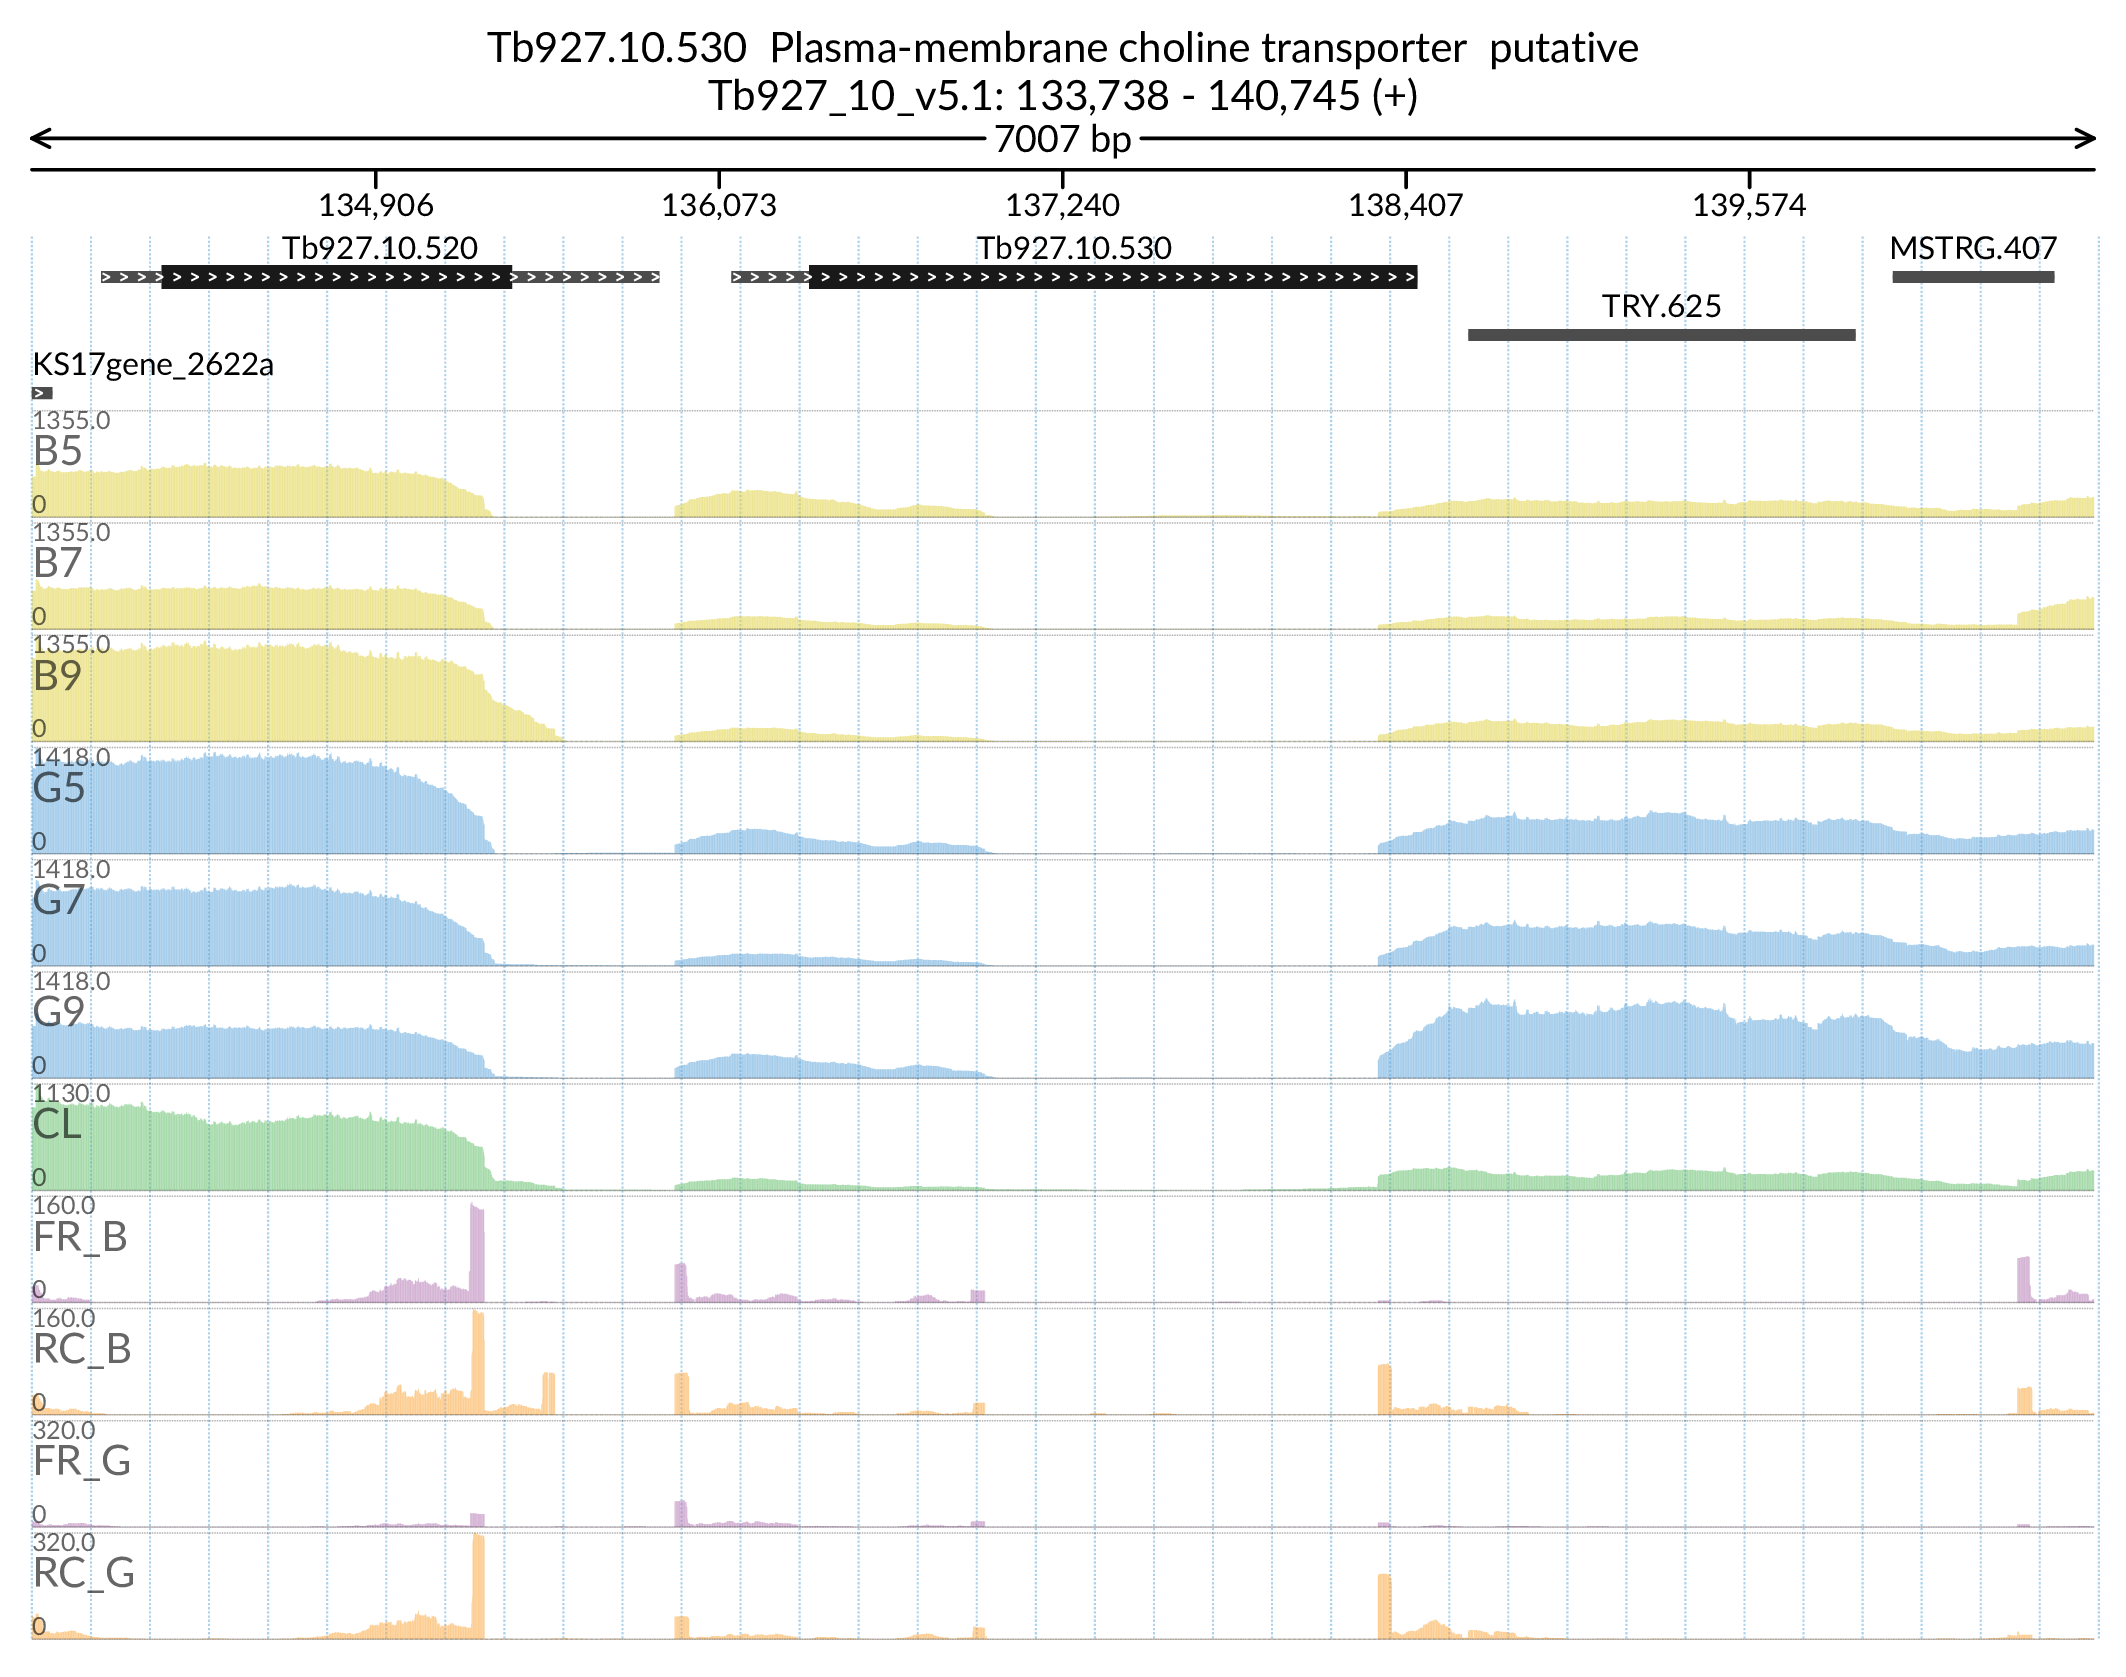 Tb927.10.530  Plasma-membrane choline transporter  putative
Tb927_10_v5.1: 133,738 - 140,745 (+)
7007 bp
134,906 136,073 137,240 138,407 139,574
Tb927.10.520 Tb927.10.530 MSTRG.407
TRY.625
KS17gene_2622a
1355.0
B5
0
1355.0
B7
0
1355.0
B9
0
1418.0
G5
0
1418.0
G7
0
1418.0
G9
0
1130.0
CL
0
160.0
FR_B
0
160.0
RC_B
0
320.0
FR_G
0
320.0
RC_G
0